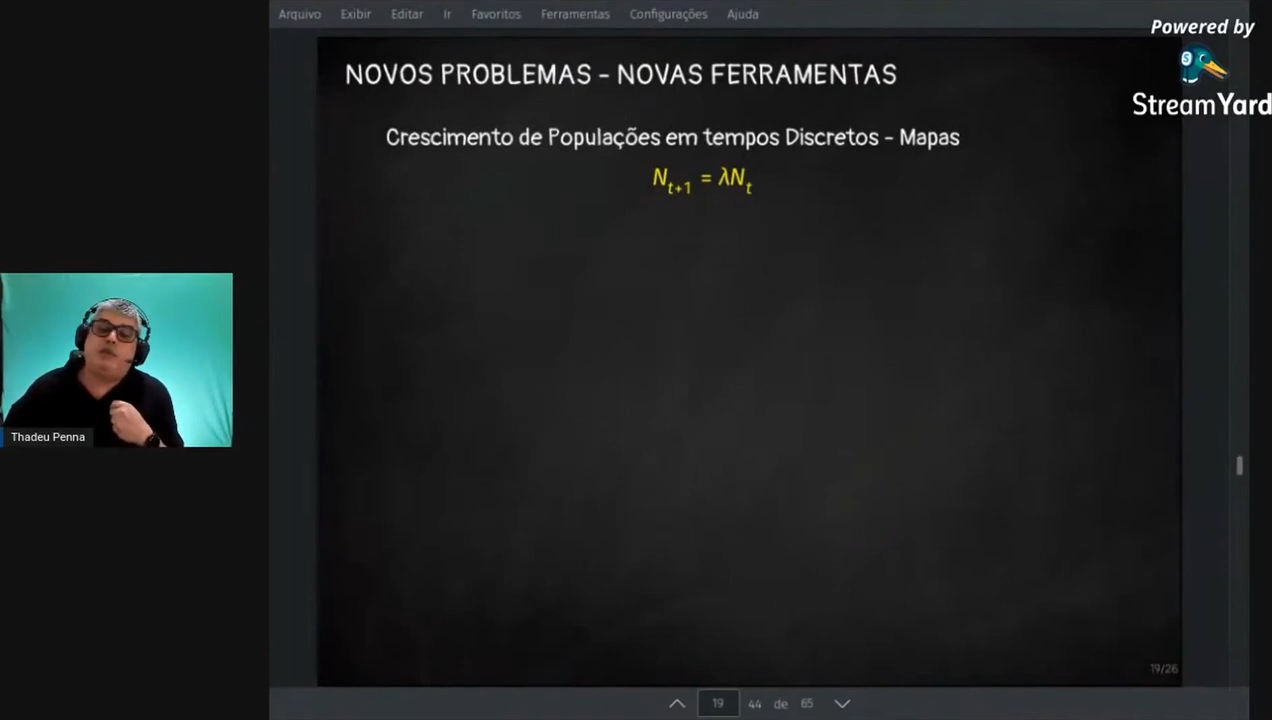 Arquivo Exibir Editar Ir Favoritos Ferramentas Configurações Ajuda
Powered by
StreamYard
NOVOS PROBLEMAS - NOVAS FERRAMENTAS
Crescimento de Populações em tempos Discretos - Mapas
N_{t+1} = λN_t
Thadeu Penna
19/26
19 44 de 65